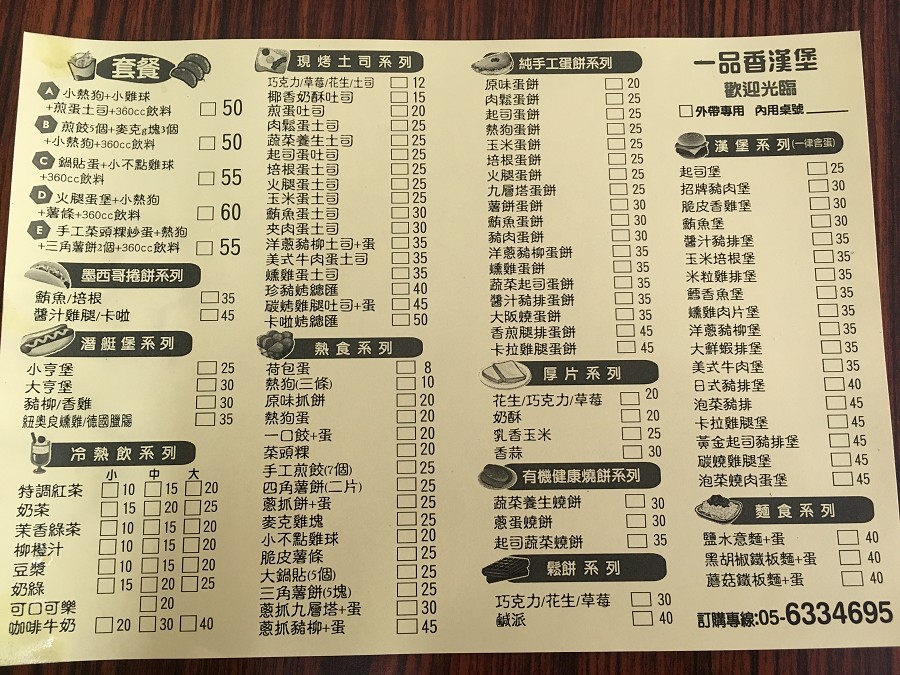 套餐
A 小熱狗+小雞球
+煎蛋土司+360cc飲料 50
B 煎餃5個+麥克g塊3個
+小熱狗+360cc飲料 50
C 鍋貼蛋+小不點雞球
+360cc飲料 55
D 火腿蛋堡+小熱狗
+薯條+360cc飲料 60
E 手工菜頭粿炒蛋+熱狗
+三角薯餅2個+360cc飲料 55
墨西哥捲餅系列
鮪魚/培根 35
醬汁雞腿/卡啦 45
潛艇堡系列
小亨堡 25
大亨堡 30
豬柳/香雞 30
紐奧良燻雞/德國臘腸 35
冷熱飲系列
小 中 大
特調紅茶 10 15 20
奶茶 15 20 25
茉香綠茶 10 15 20
柳橙汁 10 15 20
豆漿 10 15 20
奶綠 15 20 25
可口可樂 20
咖啡牛奶 20 30 40
現烤土司系列
巧克力/草莓/花生/土司 12
椰香奶酥吐司 15
煎蛋吐司 20
肉鬆蛋土司 25
蔬菜養生土司 25
起司蛋吐司 25
培根蛋土司 25
火腿蛋土司 25
玉米蛋土司 25
鮪魚蛋土司 30
夾肉蛋土司 30
洋蔥豬柳土司+蛋 35
美式牛肉蛋土司 35
燻雞蛋土司 35
珍豬烤總匯 40
碳烤雞腿吐司+蛋 45
卡啦烤總匯 50
熱食系列
荷包蛋 8
熱狗(三條) 10
原味抓餅 20
熱狗蛋 20
一口餃+蛋 20
菜頭粿 20
手工煎餃(7個) 25
四角薯餅(二片) 25
蔥抓餅+蛋 25
麥克雞塊 25
小不點雞球 25
脆皮薯條 25
大鍋貼(5個) 25
三角薯餅(5塊) 25
蔥抓九層塔+蛋 30
蔥抓豬柳+蛋 45
純手工蛋餅系列
原味蛋餅 20
肉鬆蛋餅 25
起司蛋餅 25
熱狗蛋餅 25
玉米蛋餅 25
培根蛋餅 25
火腿蛋餅 25
九層塔蛋餅 25
薯餅蛋餅 30
鮪魚蛋餅 30
豬肉蛋餅 30
洋蔥豬柳蛋餅 35
燻雞蛋餅 35
蔬菜起司蛋餅 35
醬汁豬排蛋餅 35
大阪燒蛋餅 35
香煎腿排蛋餅 45
卡拉雞腿蛋餅 45
厚片系列
花生/巧克力/草莓 20
奶酥 20
乳香玉米 25
香蒜 30
有機健康燒餅系列
蔬菜養生燒餅 30
蔥蛋燒餅 30
起司蔬菜燒餅 35
鬆餅系列
巧克力/花生/草莓 30
鹹派 40
一品香漢堡
歡迎光臨
外帶專用 內用桌號
漢堡系列(一律含蛋)
起司堡 25
招牌豬肉堡 30
脆皮香雞堡 30
鮪魚堡 30
醬汁豬排堡 35
玉米培根堡 35
米粒雞排堡 35
鱈香魚堡 35
燻雞肉片堡 35
洋蔥豬柳堡 35
大鮮蝦排堡 35
美式牛肉堡 35
日式豬排堡 40
泡菜豬排 40
卡拉雞腿堡 45
黃金起司豬排堡 45
碳燒雞腿堡 45
泡菜燒肉蛋堡 45
麵食系列
鹽水意麵+蛋 40
黑胡椒鐵板麵+蛋 40
蘑菇鐵板麵+蛋 40
訂購專線:05-6334695